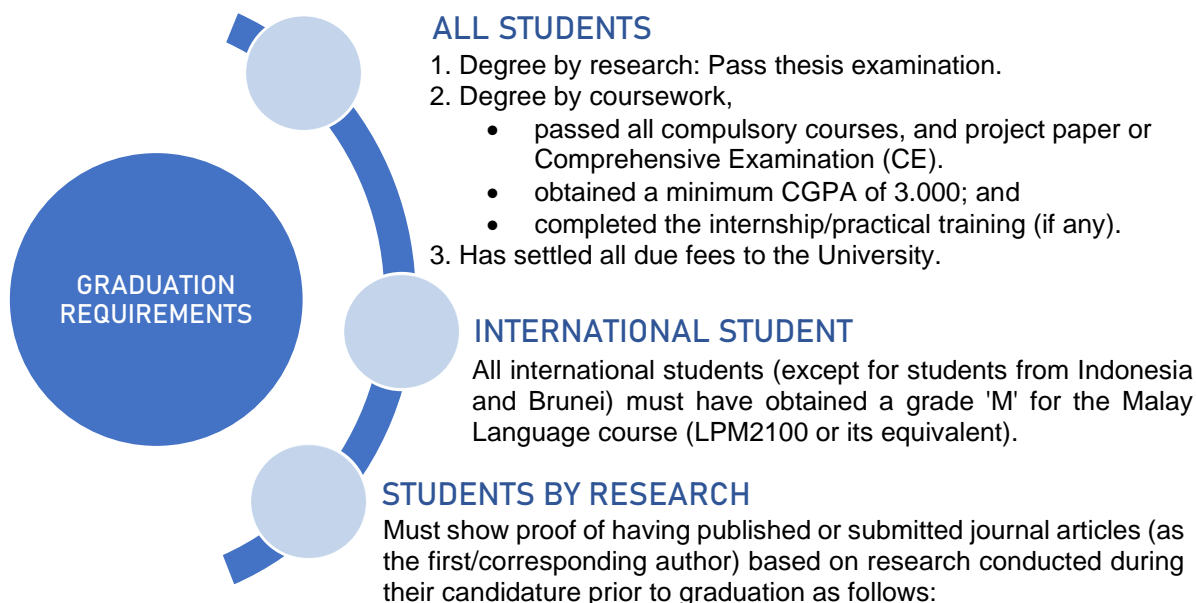 ALL STUDENTS
1. Degree by research: Pass thesis examination.
2. Degree by coursework,
• passed all compulsory courses, and project paper or
Comprehensive Examination (CE).
• obtained a minimum CGPA of 3.000; and
• completed the internship/practical training (if any).
3. Has settled all due fees to the University.
GRADUATION
REQUIREMENTS
INTERNATIONAL STUDENT
All international students (except for students from Indonesia
and Brunei) must have obtained a grade 'M' for the Malay
Language course (LPM2100 or its equivalent).
STUDENTS BY RESEARCH
Must show proof of having published or submitted journal articles (as
the first/corresponding author) based on research conducted during
their candidature prior to graduation as follows: